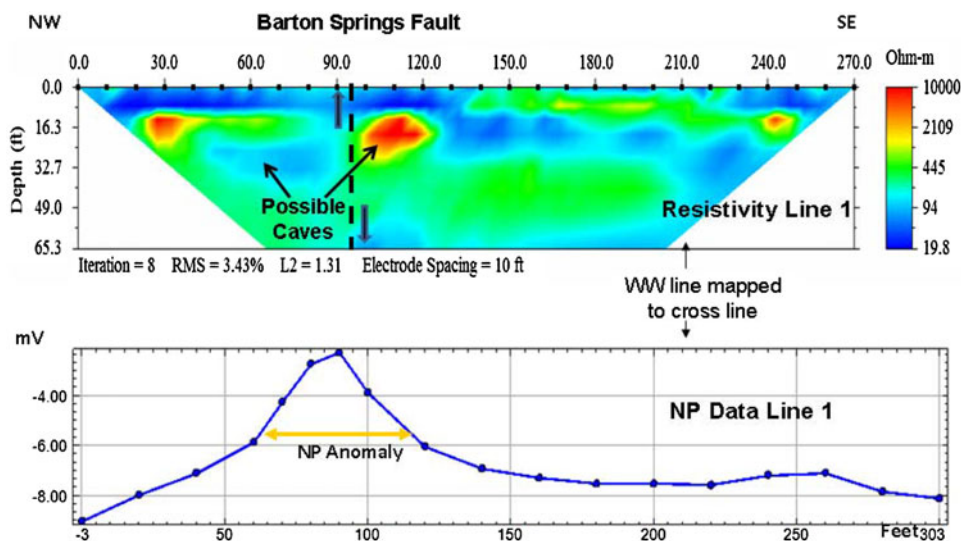 NW Barton Springs Fault SE
0.0 30.0 60.0 90.0 120.0 150.0 180.0 210.0 240.0 270.0 Ohm-m
Depth (ft)
0.0
16.3
32.7
49.0
65.3
10000
2109
445
94
19.8
Possible
Caves
Resistivity Line 1
Iteration = 8 RMS = 3.43% L2 = 1.31 Electrode Spacing = 10 ft
WW line mapped
to cross line
mV
-4.00
-6.00
-8.00
NP Data Line 1
NP Anomaly
-3 50 100 150 200 250 Feet 303